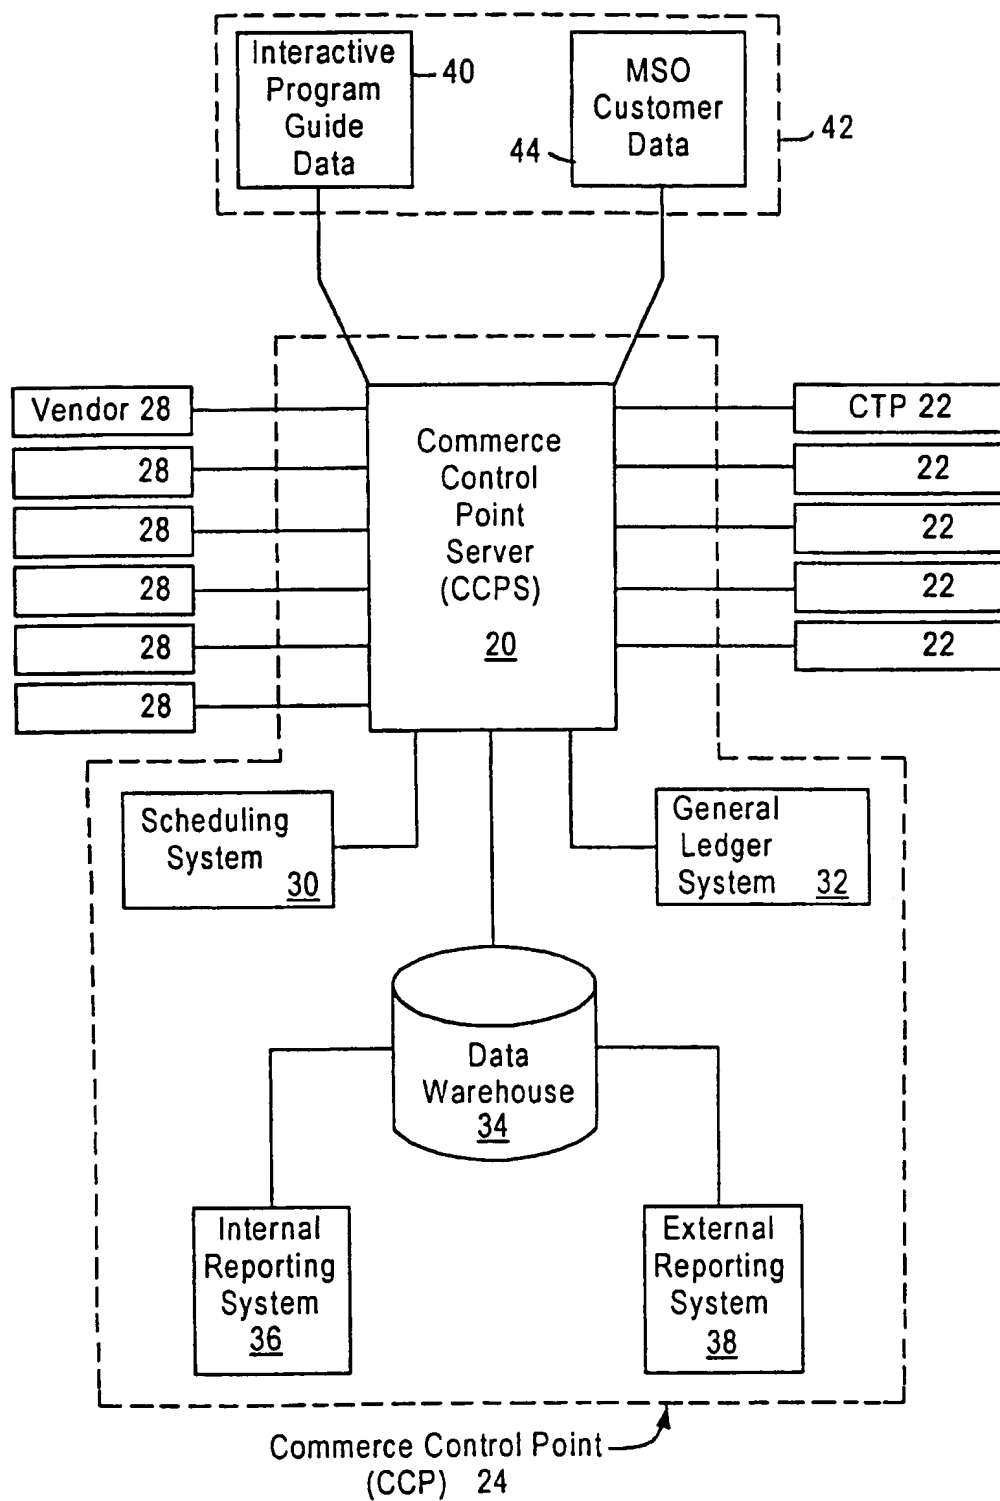 Interactive
Program
Guide
Data
40
MSO
Customer
Data
44
42
Vendor 28
28
28
28
28
28
Commerce
Control
Point
Server
(CCPS)
20
CTP 22
22
22
22
22
Scheduling
System
30
General
Ledger
System 32
Data
Warehouse
34
Internal
Reporting
System
36
External
Reporting
System
38
Commerce Control Point
(CCP) 24